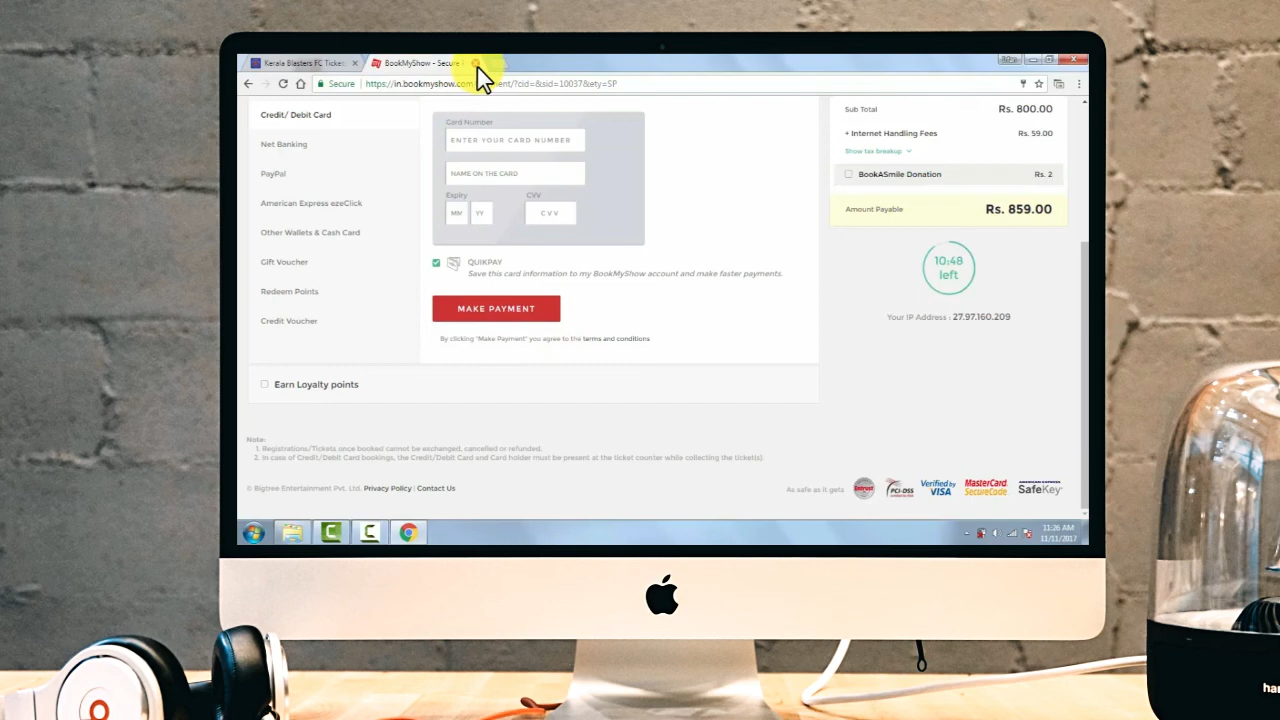 Kerala Blasters FC Ticket:
BookMyShow - Secure
Secure
https://in.bookmyshow.com
ent/?cid=&sid=10037&ety=SP
Credit/ Debit Card
Net Banking
PayPal
American Express ezeClick
Other Wallets & Cash Card
Gift Voucher
Redeem Points
Credit Voucher
Card Number
ENTER YOUR CARD NUMBER
NAME ON THE CARD
Expiry
CVV
MM
YY
CVV
QUIKPAY
Save this card information to my BookMyShow account and make faster payments.
MAKE PAYMENT
By clicking "Make Payment" you agree to the terms and conditions
Earn Loyalty points
Sub Total Rs. 800.00
+ Internet Handling Fees Rs. 59.00
Show tax breakup
BookASmile Donation Rs. 2
Amount Payable Rs. 859.00
10:48
left
Your IP Address : 27.97.160.209
Note:
1. Registrations/Tickets once booked cannot be exchanged, cancelled or refunded.
2. In case of Credit/Debit Card bookings, the Credit/Debit Card and Card holder must be present at the ticket counter while collecting the ticket(s).
© Bigtree Entertainment Pvt. Ltd. Privacy Policy | Contact Us
As safe as it gets
Entrust
PCI-DSS
Verified by
VISA
MasterCard
SecureCode
AMERICAN EXPRESS
SafeKey
11:26 AM
11/11/2017
har